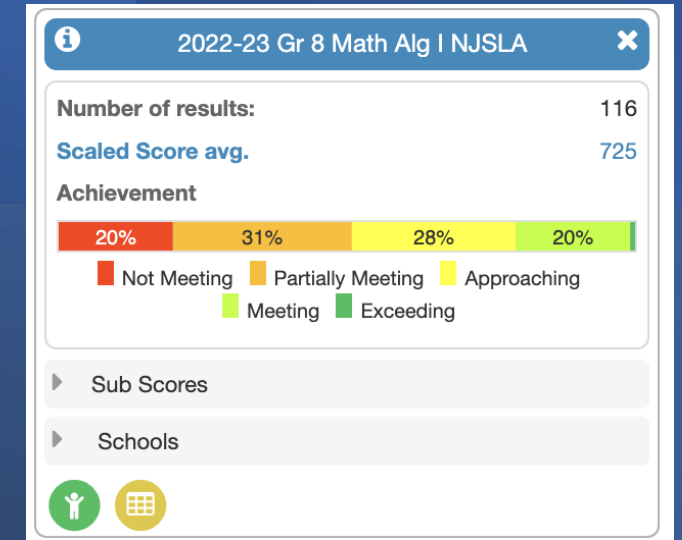 2022-23 Gr 8 Math Alg I NJSLA
Number of results: 116
Scaled Score avg. 725
Achievement
20% 31% 28% 20%
Not Meeting Partially Meeting Approaching
Meeting Exceeding
Sub Scores
Schools